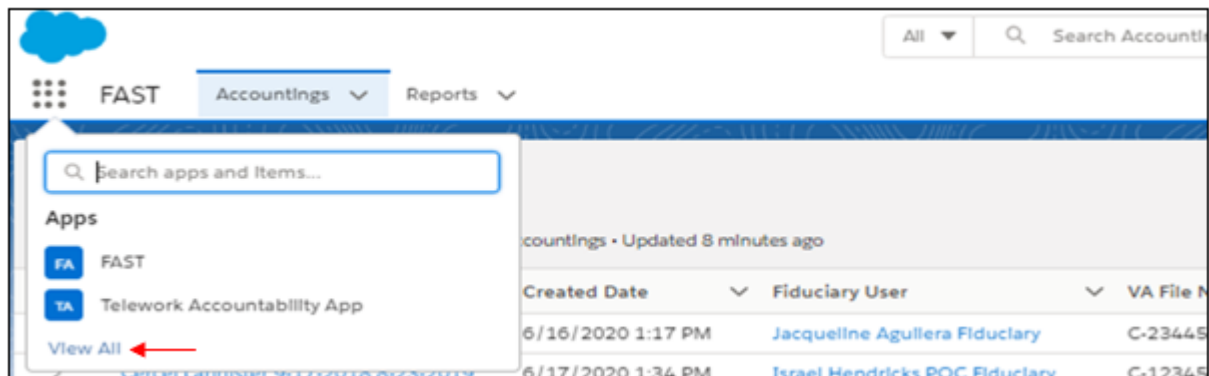 All
Search Accounti
FAST Accountings Reports
Search apps and Items...
Apps
countings • Updated 8 minutes ago
FA FAST
Created Date Fiduciary User VA File N
TA Telework Accountability App
6/16/2020 1:17 PM Jacqueline Aguilera Fiduciary C-23445
View All
6/17/2020 1:34 PM Israel Hendricks POC Fiduciary C-12345